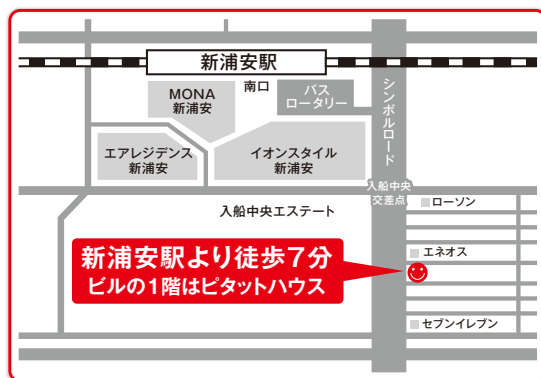 新浦安駅
南口
MONA
新浦安
バス
ロータリー
シンボルロード
エアレジデンス
新浦安
イオンスタイル
新浦安
入船中央
交差点
入船中央エステート
ローソン
エネオス
新浦安駅より徒歩7分
ビルの1階はピタットハウス
セブンイレブン